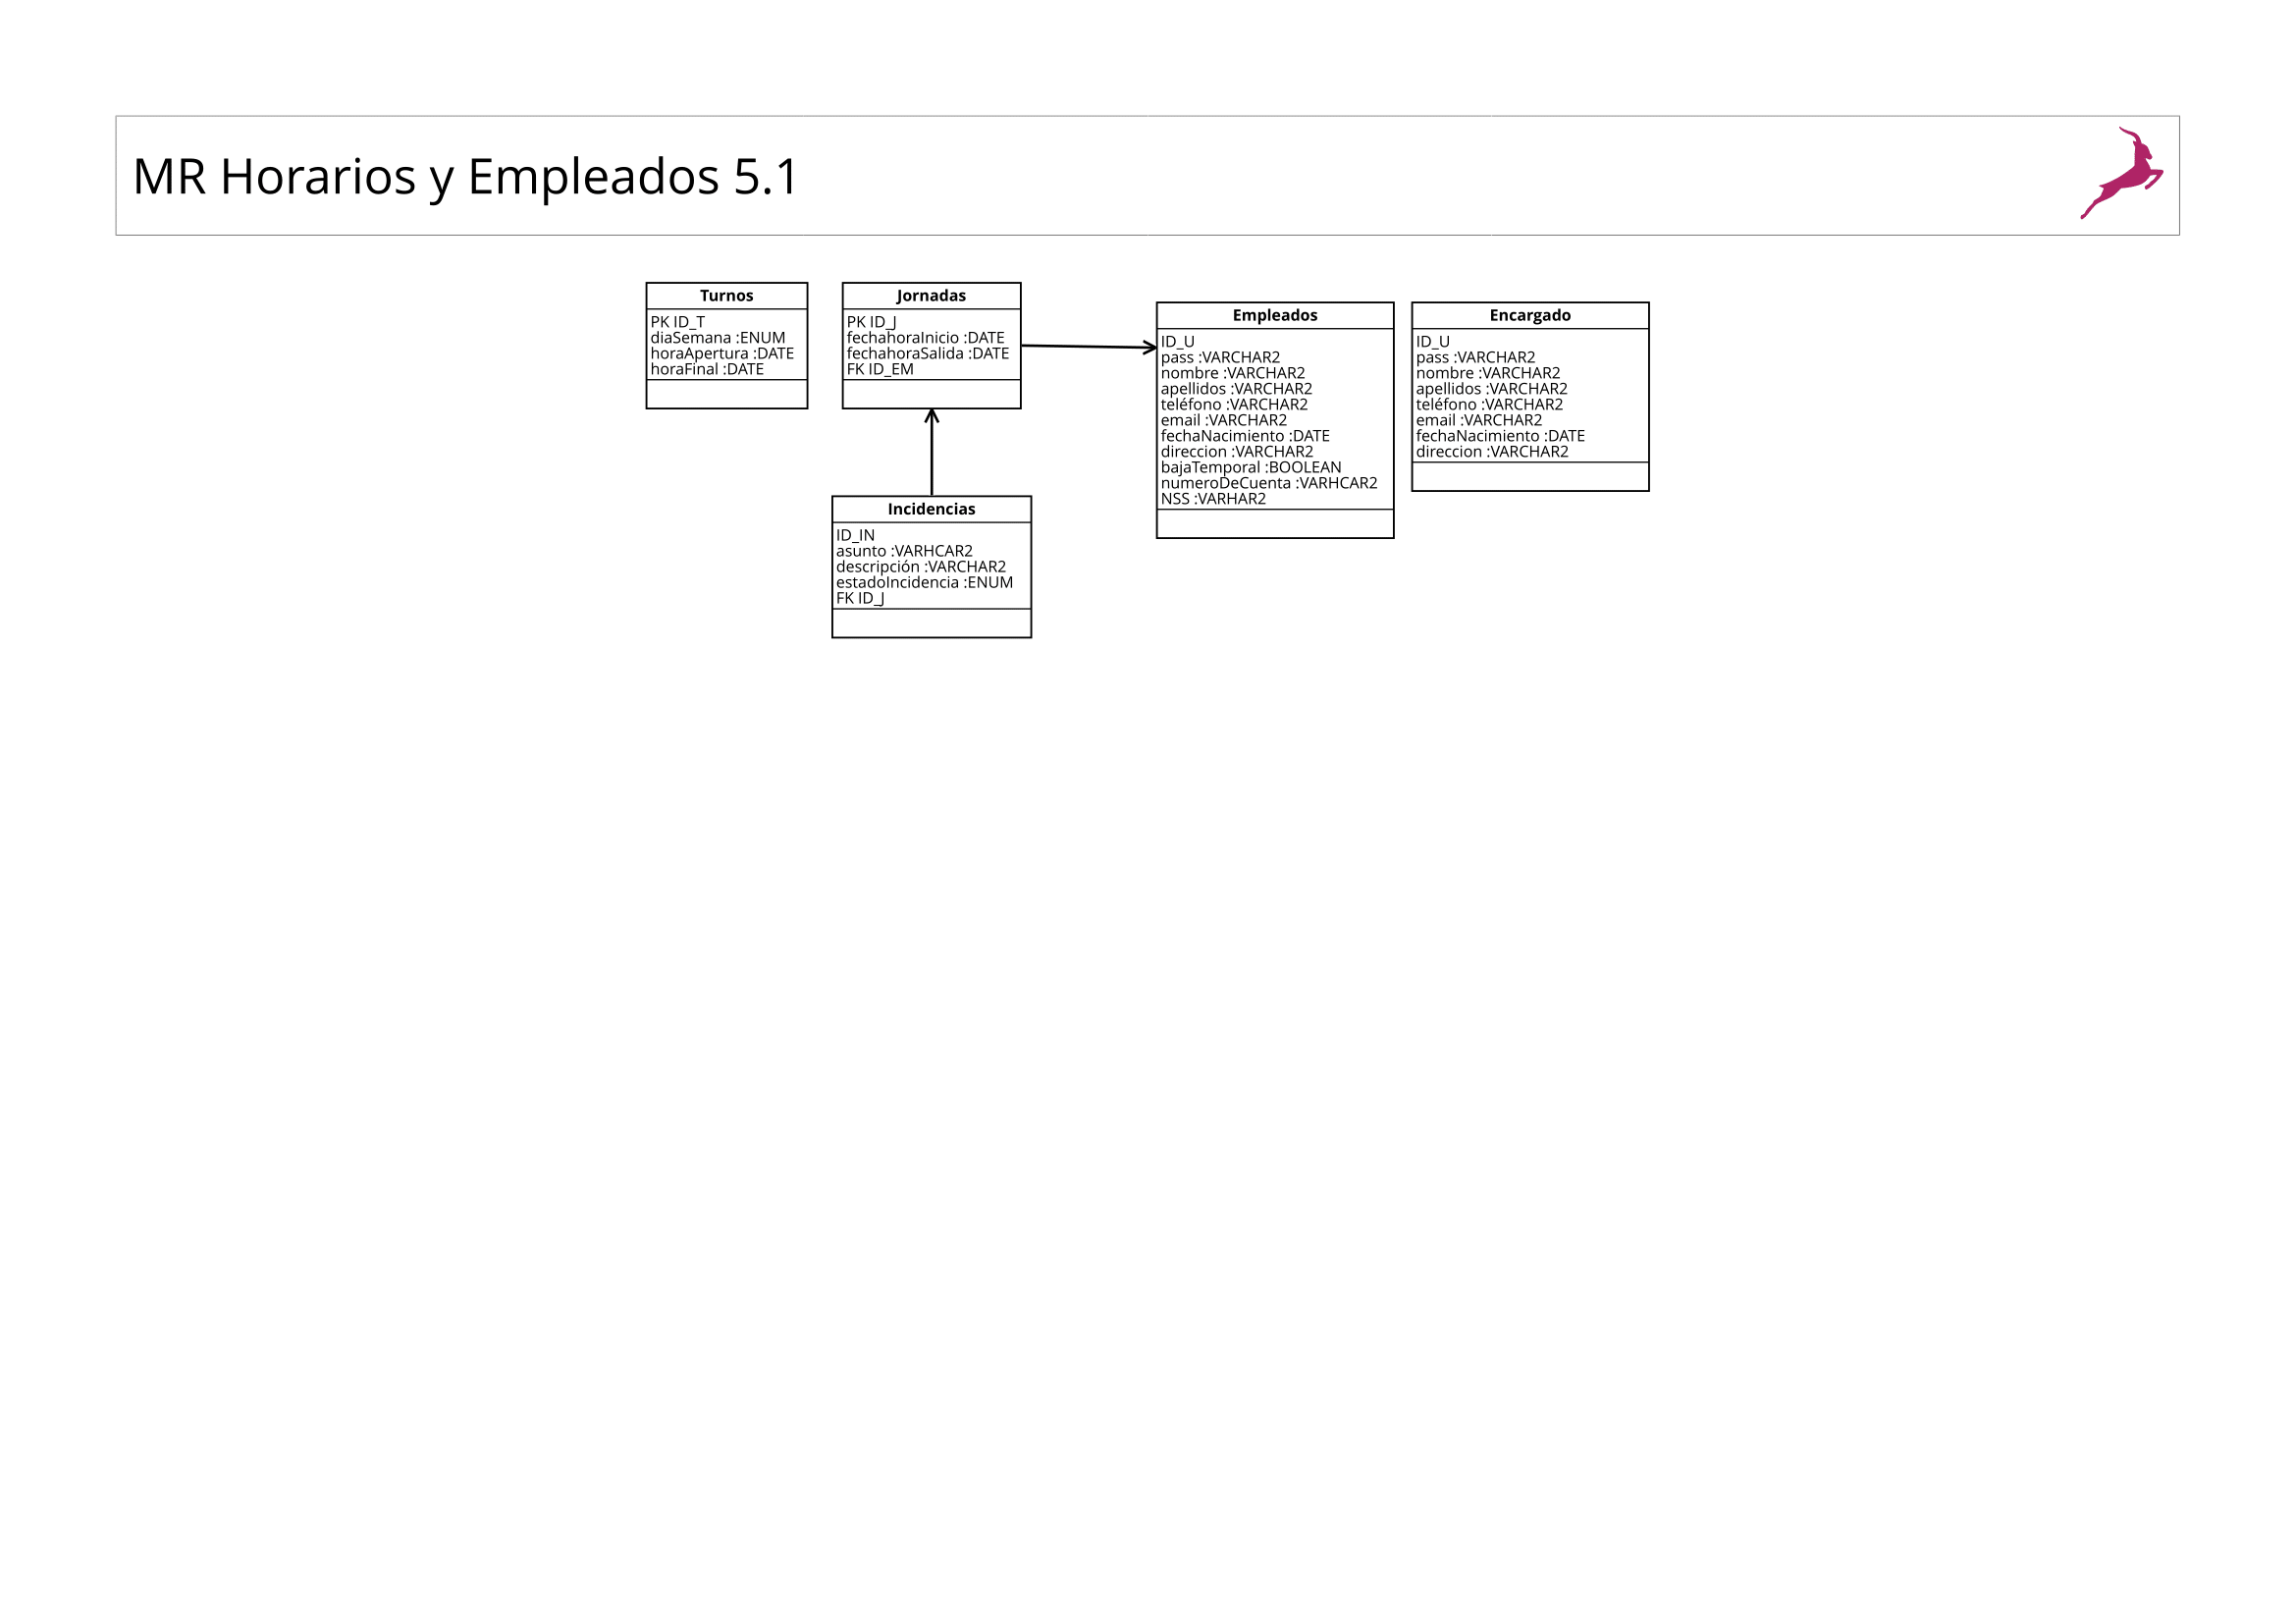 MR Horarios y Empleados 5.1
Turnos
PK ID_T
diaSemana :ENUM
horaApertura :DATE
horaFinal :DATE
Jornadas
PK ID_J
fechahoraInicio :DATE
fechahoraSalida :DATE
FK ID_EM
Empleados
ID_U
pass :VARCHAR2
nombre :VARCHAR2
apellidos :VARCHAR2
teléfono :VARCHAR2
email :VARCHAR2
fechaNacimiento :DATE
direccion :VARCHAR2
bajaTemporal :BOOLEAN
numeroDeCuenta :VARHCAR2
NSS :VARHAR2
Encargado
ID_U
pass :VARCHAR2
nombre :VARCHAR2
apellidos :VARCHAR2
teléfono :VARCHAR2
email :VARCHAR2
fechaNacimiento :DATE
direccion :VARCHAR2
Incidencias
ID_IN
asunto :VARHCAR2
descripción :VARCHAR2
estadoIncidencia :ENUM
FK ID_J